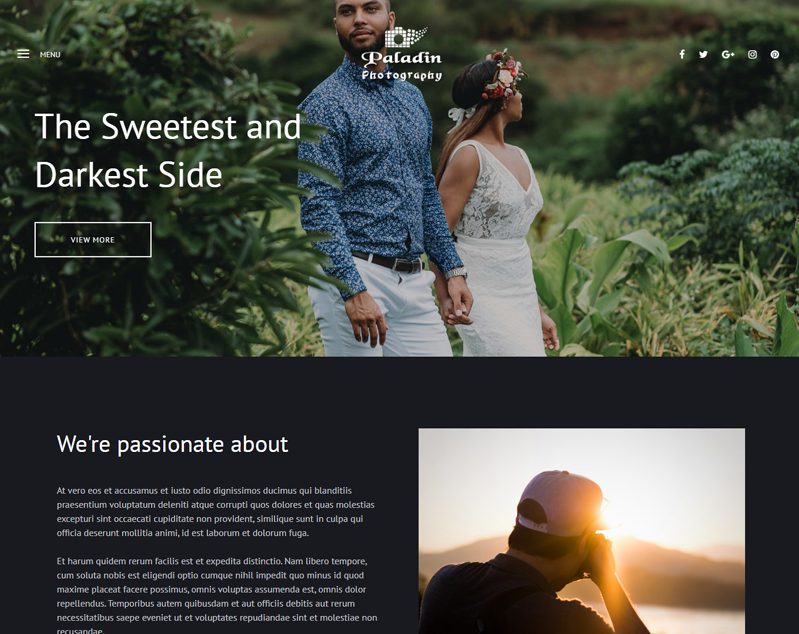 MENU
Paladin
Photography
The Sweetest and
Darkest Side
VIEW MORE
We're passionate about
At vero eos et accusamus et iusto odio dignissimos ducimus qui blanditiis
praesentium voluptatum deleniti atque corrupti quos dolores et quas molestias
excepturi sint occaecati cupiditate non provident, similique sunt in culpa qui
officia deserunt mollitia animi, id est laborum et dolorum fuga.
Et harum quidem rerum facilis est et expedita distinctio. Nam libero tempore,
cum soluta nobis est eligendi optio cumque nihil impedit quo minus id quod
maxime placeat facere possimus, omnis voluptas assumenda est, omnis dolor
repellendus. Temporibus autem quibusdam et aut officiis debitis aut rerum
necessitatibus saepe eveniet ut et voluptates repudiandae sint et molestiae non
recusandae.